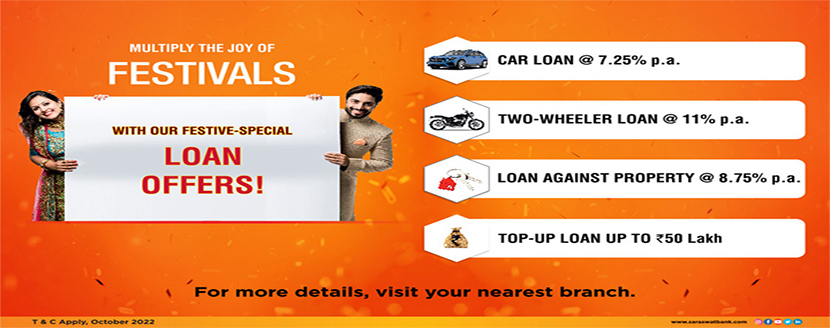 MULTIPLY THE JOY OF
FESTIVALS
WITH OUR FESTIVE-SPECIAL
LOAN
OFFERS!
CAR LOAN @ 7.25% p.a.
TWO-WHEELER LOAN @ 11% p.a.
LOAN AGAINST PROPERTY @ 8.75% p.a.
TOP-UP LOAN UP TO ₹50 Lakh
For more details, visit your nearest branch.
T & C Apply, October 2022
www.saraswatbank.com